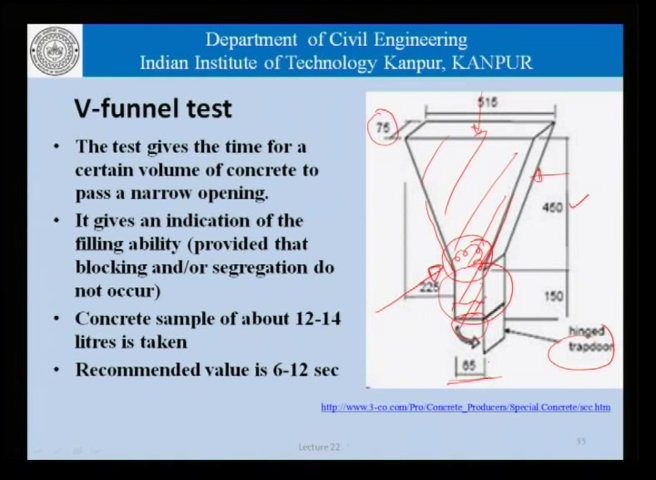 Department of Civil Engineering
Indian Institute of Technology Kanpur, KANPUR
V-funnel test
• The test gives the time for a
certain volume of concrete to
pass a narrow opening.
• It gives an indication of the
filling ability (provided that
blocking and/or segregation do
not occur)
• Concrete sample of about 12-14
litres is taken
• Recommended value is 6-12 sec
515
75
450
225
150
hinged
trapdoor
65
http://www.3-co.com/Pro/Concrete_Producers/Special Concrete/scc.htm
Lecture 22